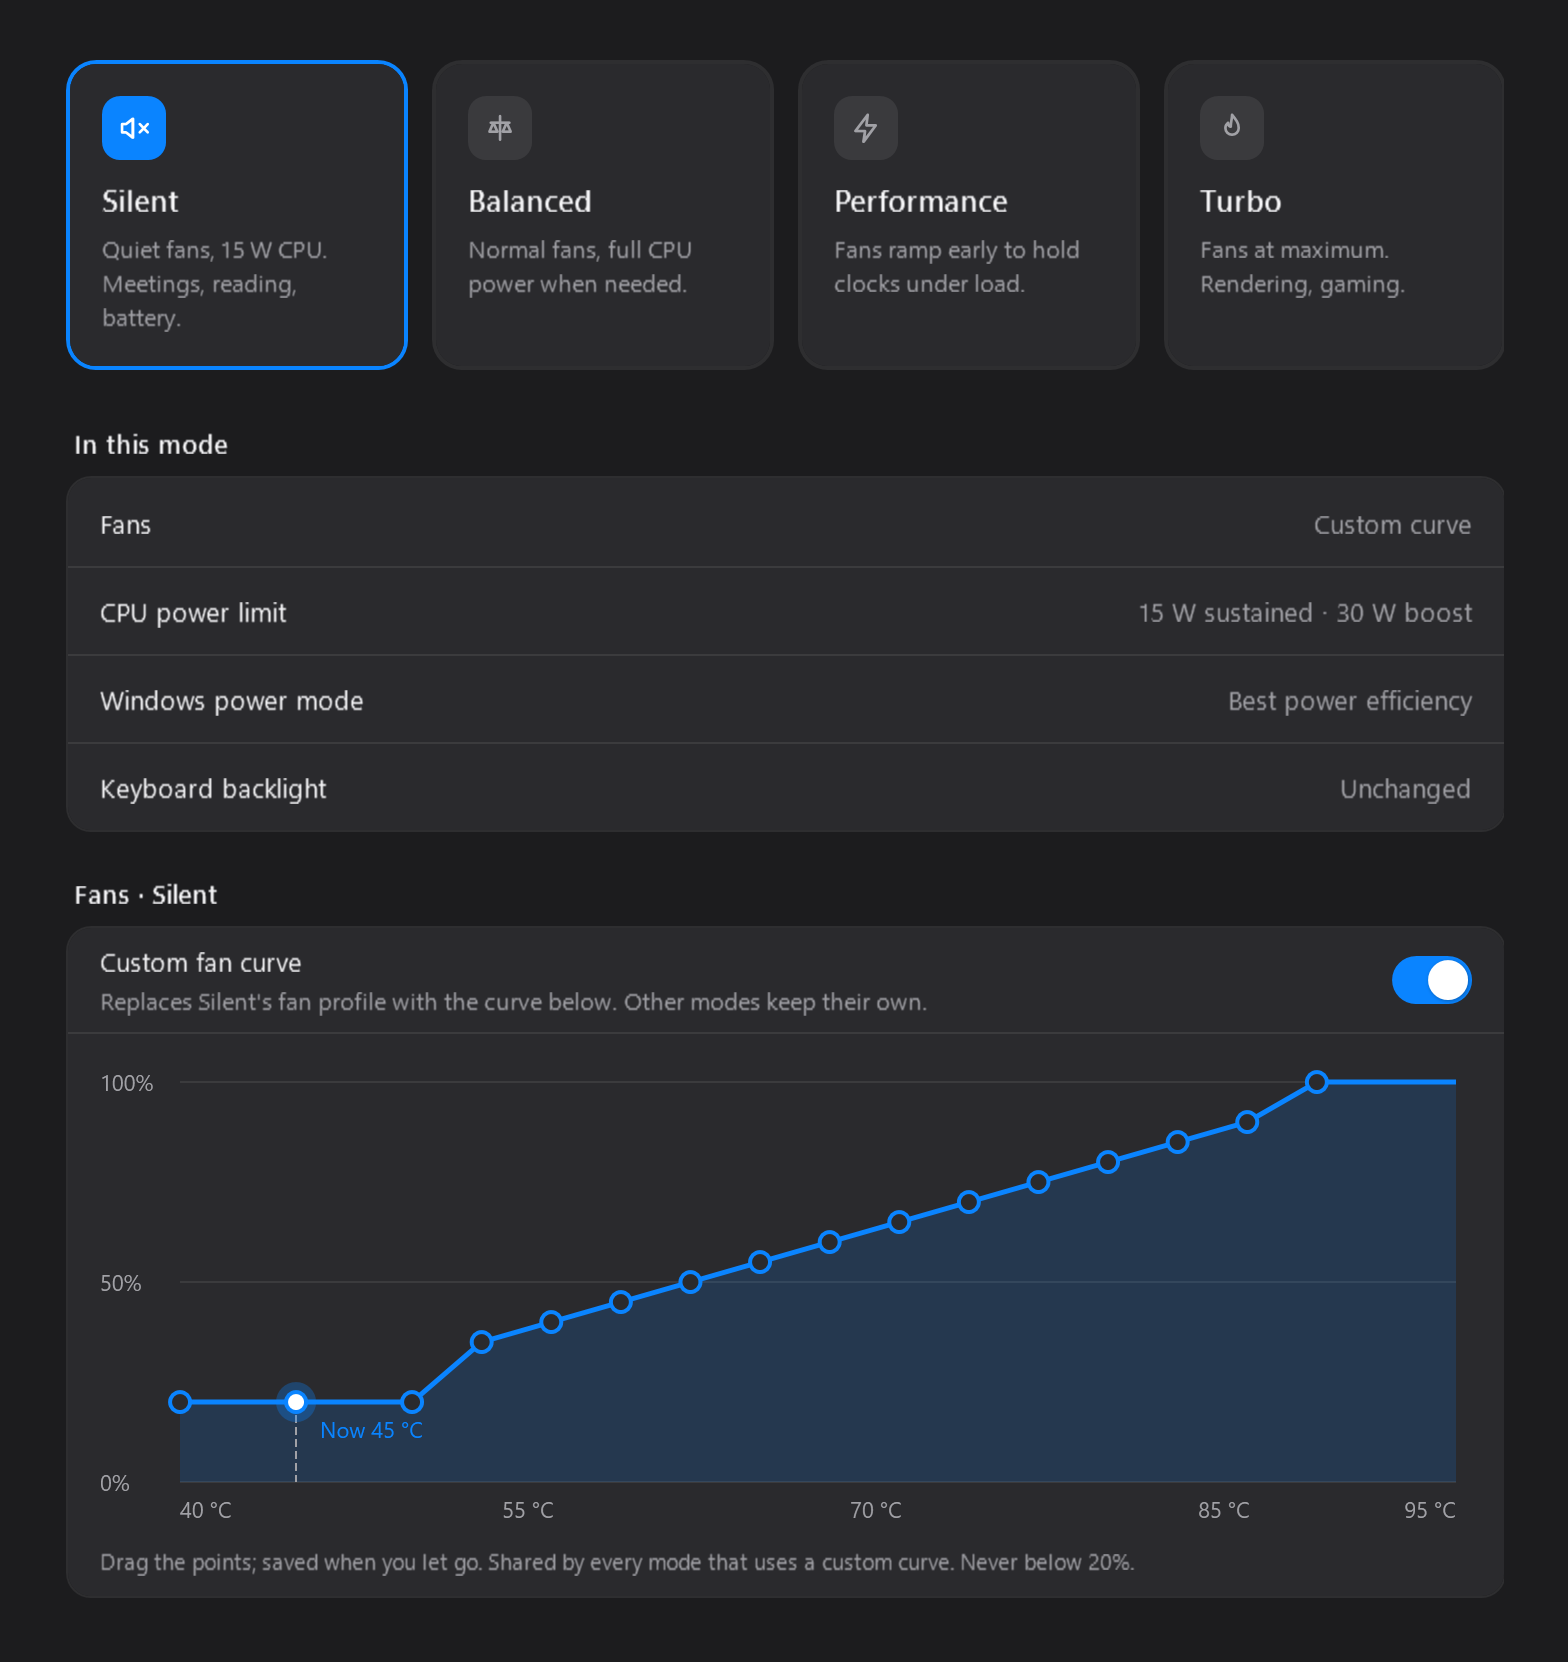 Silent
Quiet fans, 15 W CPU.
Meetings, reading,
battery.
Balanced
Normal fans, full CPU
power when needed.
Performance
Fans ramp early to hold
clocks under load.
Turbo
Fans at maximum.
Rendering, gaming.
In this mode
Fans
Custom curve
CPU power limit
15 W sustained · 30 W boost
Windows power mode
Best power efficiency
Keyboard backlight
Unchanged
Fans · Silent
Custom fan curve
Replaces Silent's fan profile with the curve below. Other modes keep their own.
100%
50%
Now 45 °C
0%
40 °C
55 °C
70 °C
85 °C
95 °C
Drag the points; saved when you let go. Shared by every mode that uses a custom curve. Never below 20%.